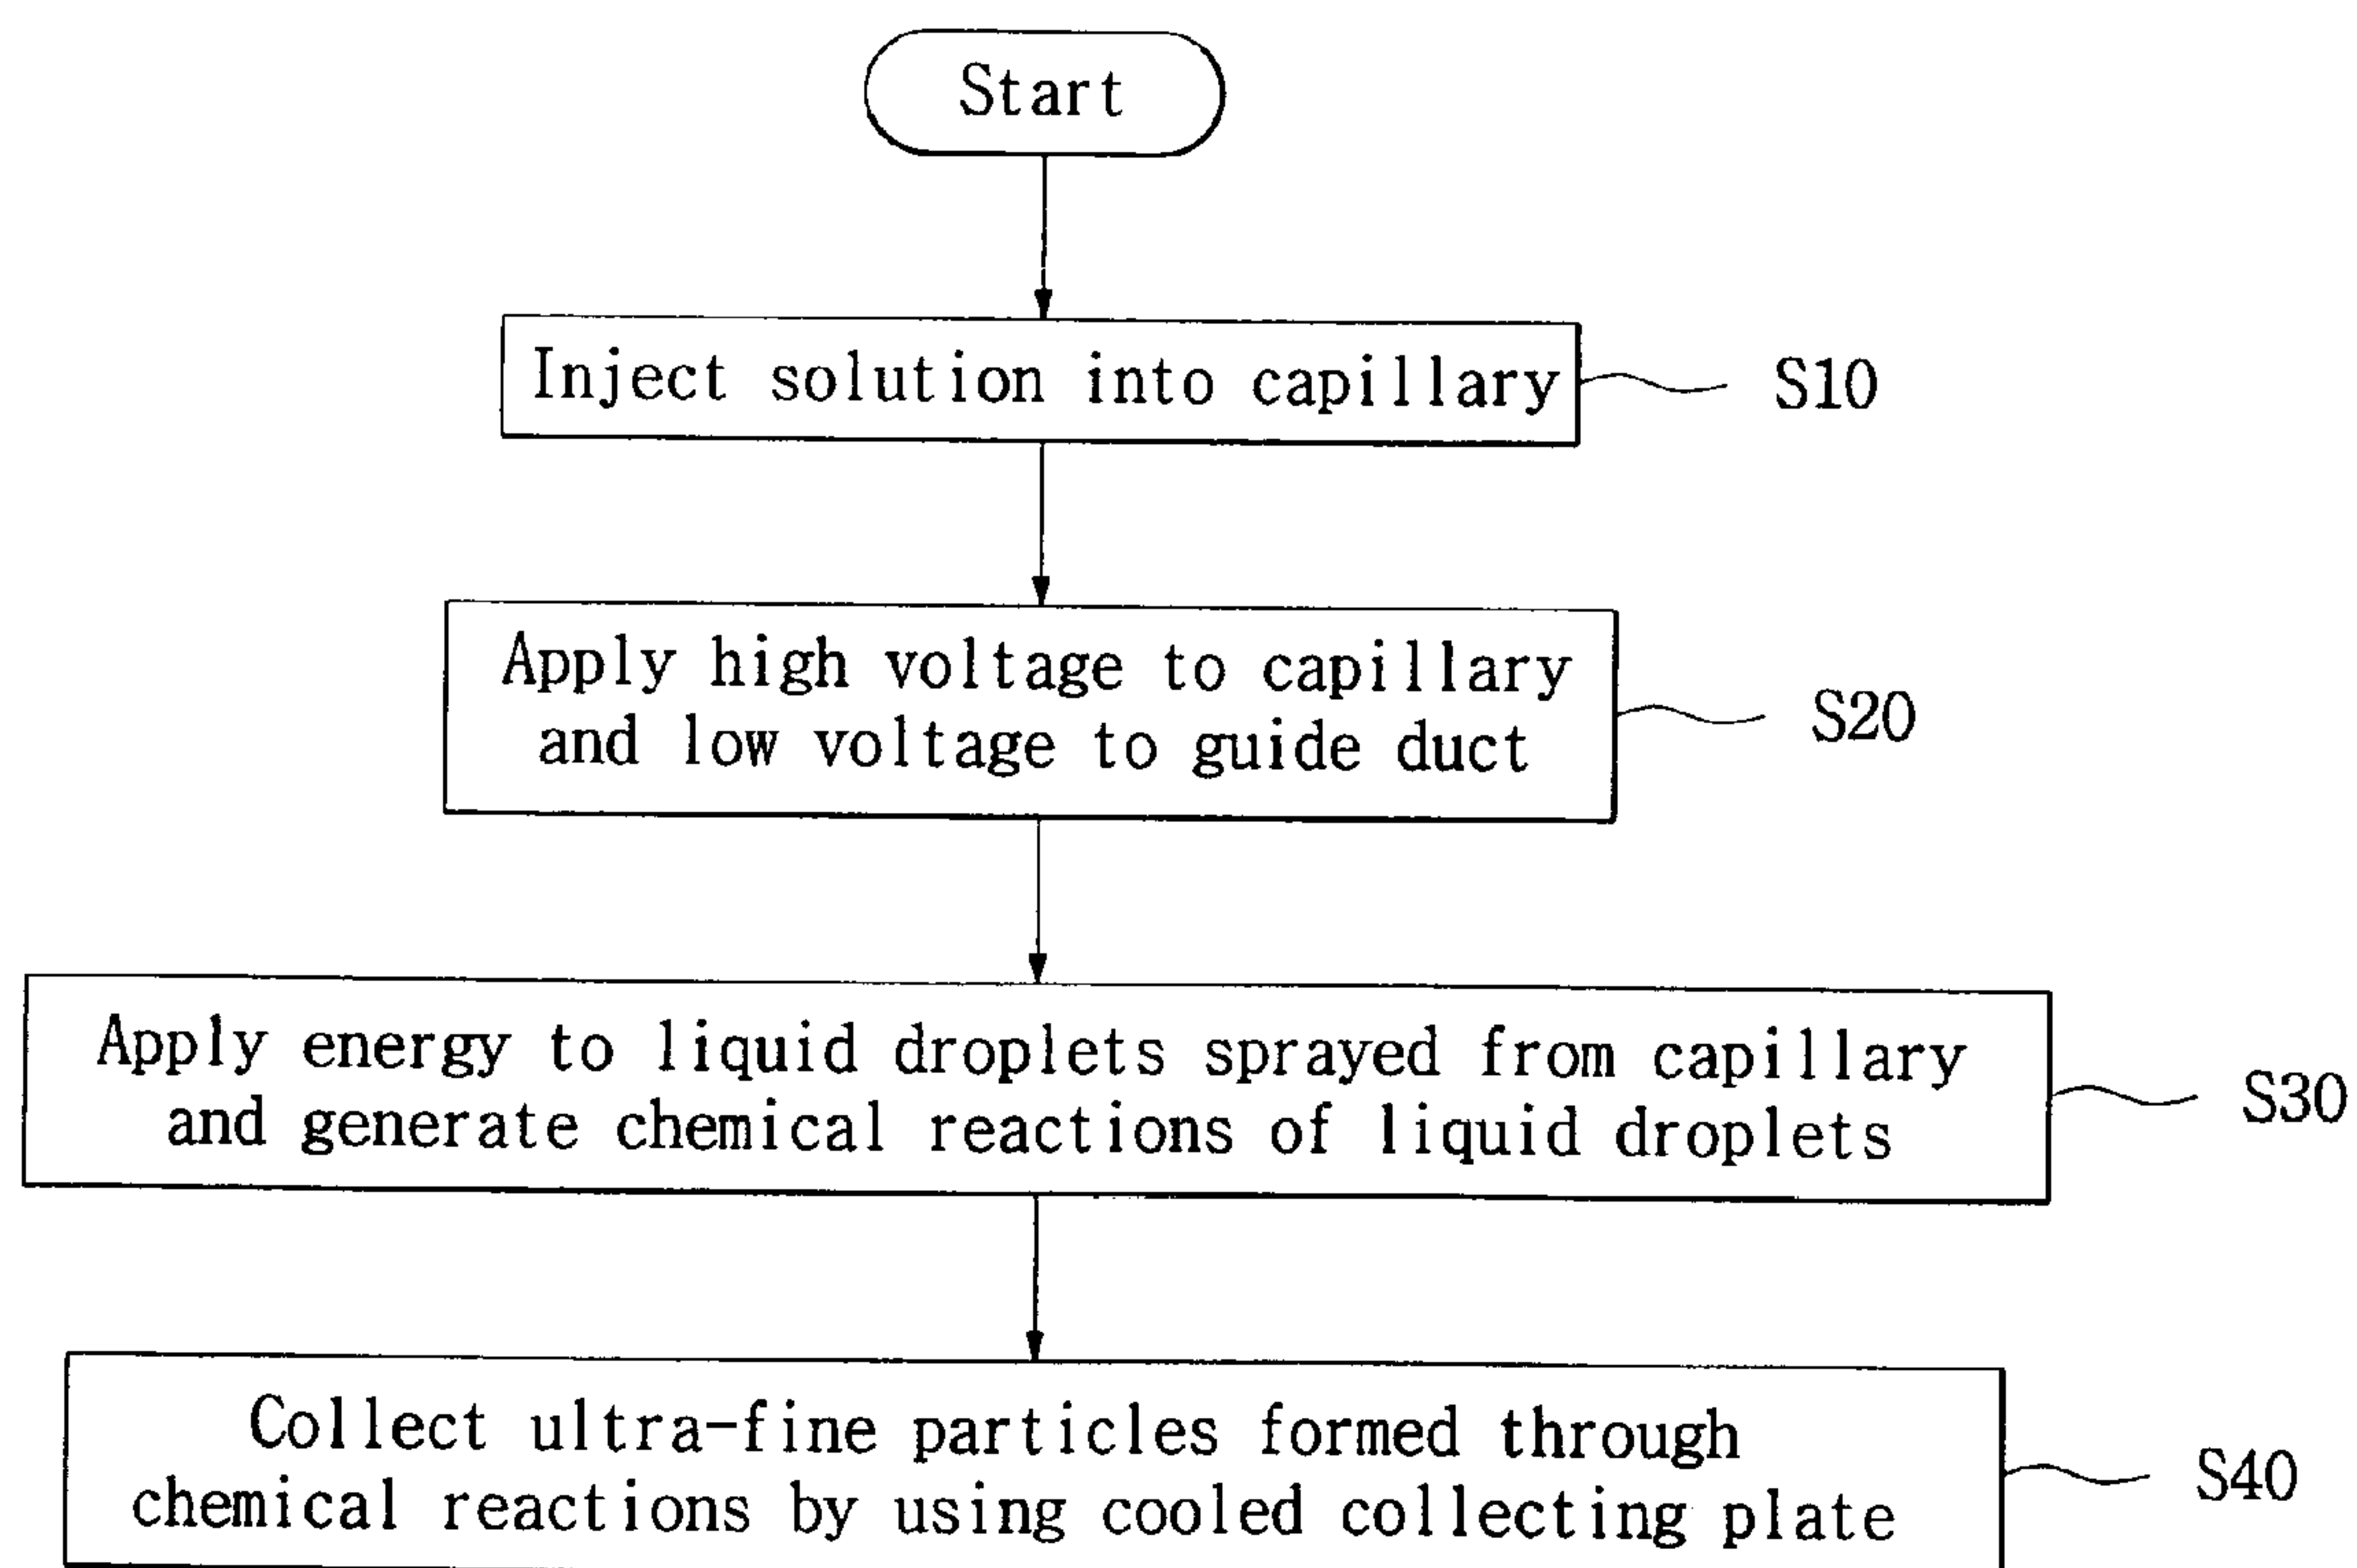 Start
Inject solution into capillary
S10
Apply high voltage to capillary
and low voltage to guide duct
S20
Apply energy to liquid droplets sprayed from capillary
and generate chemical reactions of liquid droplets
S30
Collect ultra-fine particles formed through
chemical reactions by using cooled collecting plate
S40